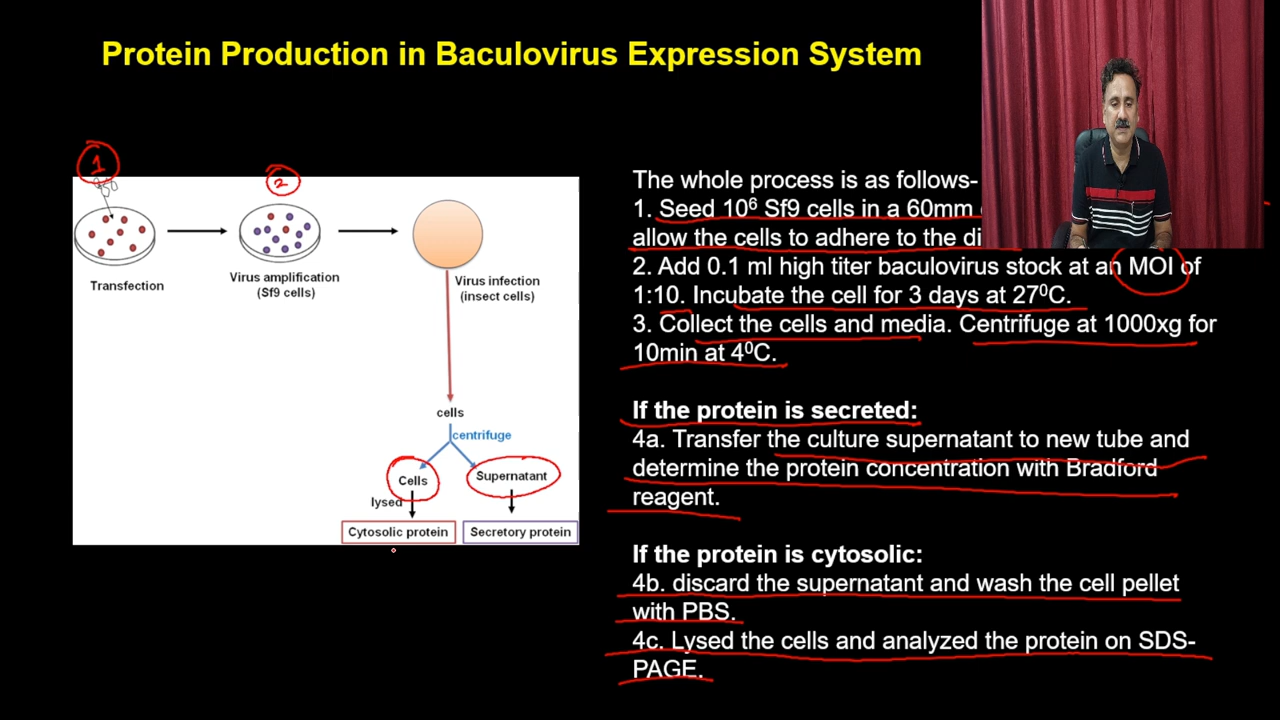 Protein Production in Baculovirus Expression System
1
2
Transfection
Virus amplification
(Sf9 cells)
Virus infection
(insect cells)
cells
centrifuge
Cells
Supernatant
lysed
Cytosolic protein
Secretory protein
The whole process is as follows-
1. Seed 10⁶ Sf9 cells in a 60mm
allow the cells to adhere to the
2. Add 0.1 ml high titer baculovirus stock at an MOI of
1:10. Incubate the cell for 3 days at 27⁰C.
3. Collect the cells and media. Centrifuge at 1000xg for
10min at 4⁰C.
If the protein is secreted:
4a. Transfer the culture supernatant to new tube and
determine the protein concentration with Bradford
reagent.
If the protein is cytosolic:
4b. discard the supernatant and wash the cell pellet
with PBS.
4c. Lysed the cells and analyzed the protein on SDS-
PAGE.